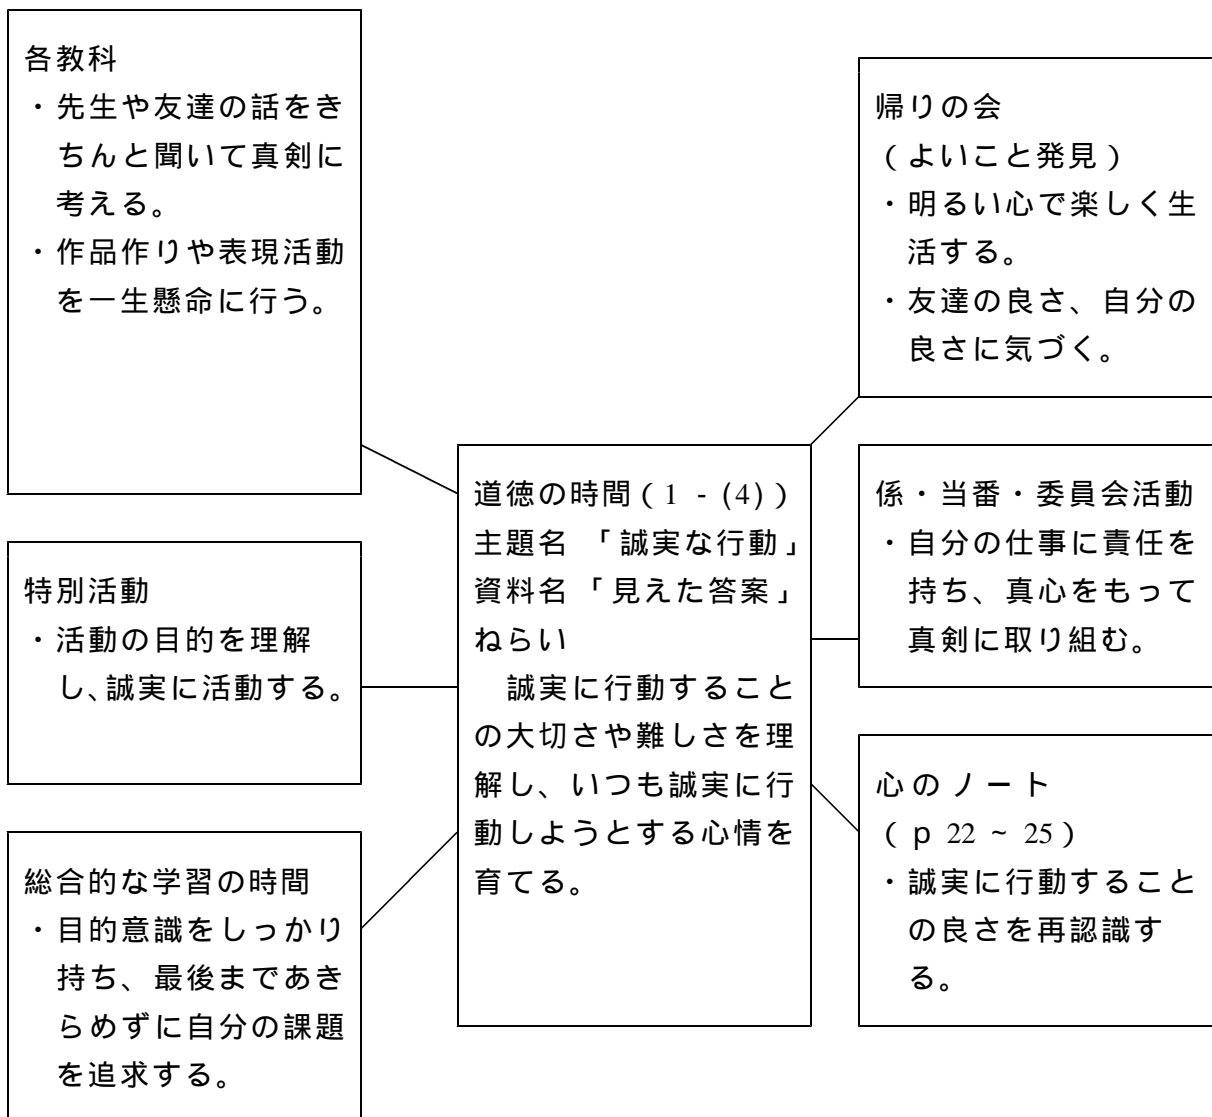 各教科
・先生や友達の話をき
ちんと聞いて真剣に
考える。
・作品作りや表現活動
を一生懸命に行う。
特別活動
・活動の目的を理解
し、誠実に活動する。
総合的な学習の時間
・目的意識をしっかり
持ち、最後まであき
らめずに自分の課題
を追求する。
道徳の時間(1-(4))
主題名 「誠実な行動」
資料名「見えた答案」
ねらい
誠実に行動すること
の大切さや難しさを理
解し、いつも誠実に行
動しようとする心情を
育てる。
帰りの会
(よいこと発見)
・明るい心で楽しく生
活する。
・友達の良さ、自分の
良さに気づく。
係・当番・委員会活動
・自分の仕事に責任を
持ち、真心をもって
真剣に取り組む。
心のノート
(p 22 ~ 25)
・誠実に行動すること
の良さを再認識す
る。